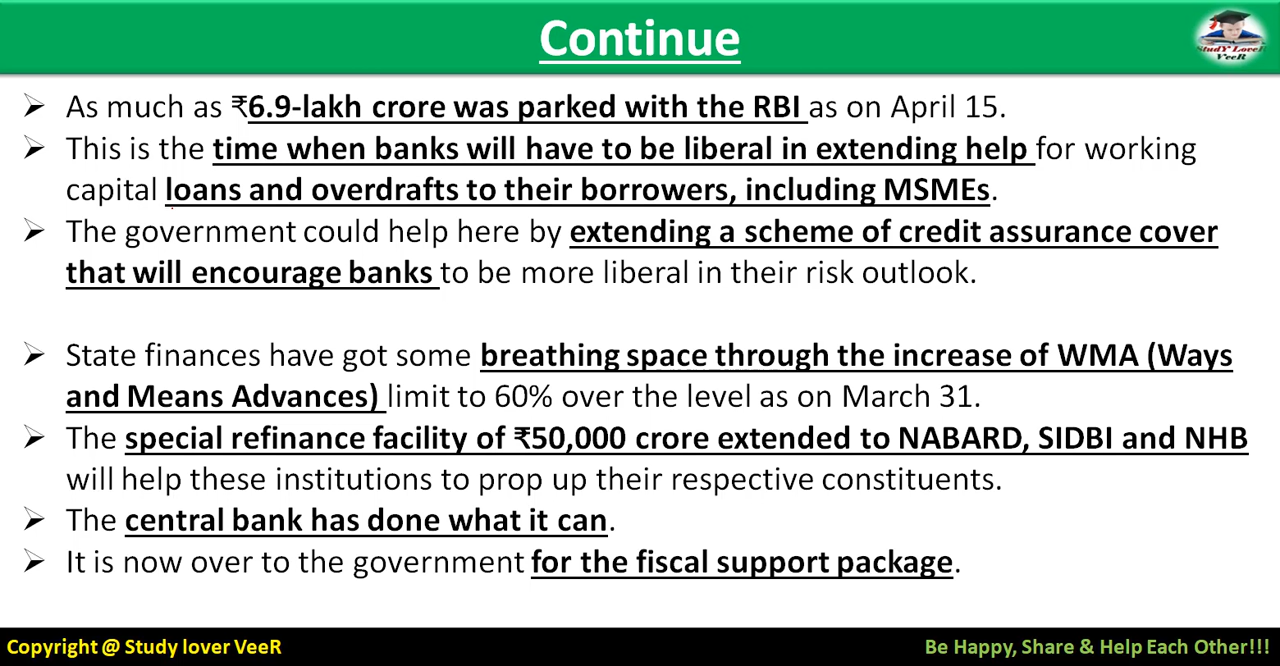 Continue
StudY LoveR
VeeR
➢ As much as ₹6.9-lakh crore was parked with the RBI as on April 15.
➢ This is the time when banks will have to be liberal in extending help for working
capital loans and overdrafts to their borrowers, including MSMEs.
➢ The government could help here by extending a scheme of credit assurance cover
that will encourage banks to be more liberal in their risk outlook.
➢ State finances have got some breathing space through the increase of WMA (Ways
and Means Advances) limit to 60% over the level as on March 31.
➢ The special refinance facility of ₹50,000 crore extended to NABARD, SIDBI and NHB
will help these institutions to prop up their respective constituents.
➢ The central bank has done what it can.
➢ It is now over to the government for the fiscal support package.
Copyright @ Study lover VeeR
Be Happy, Share & Help Each Other!!!